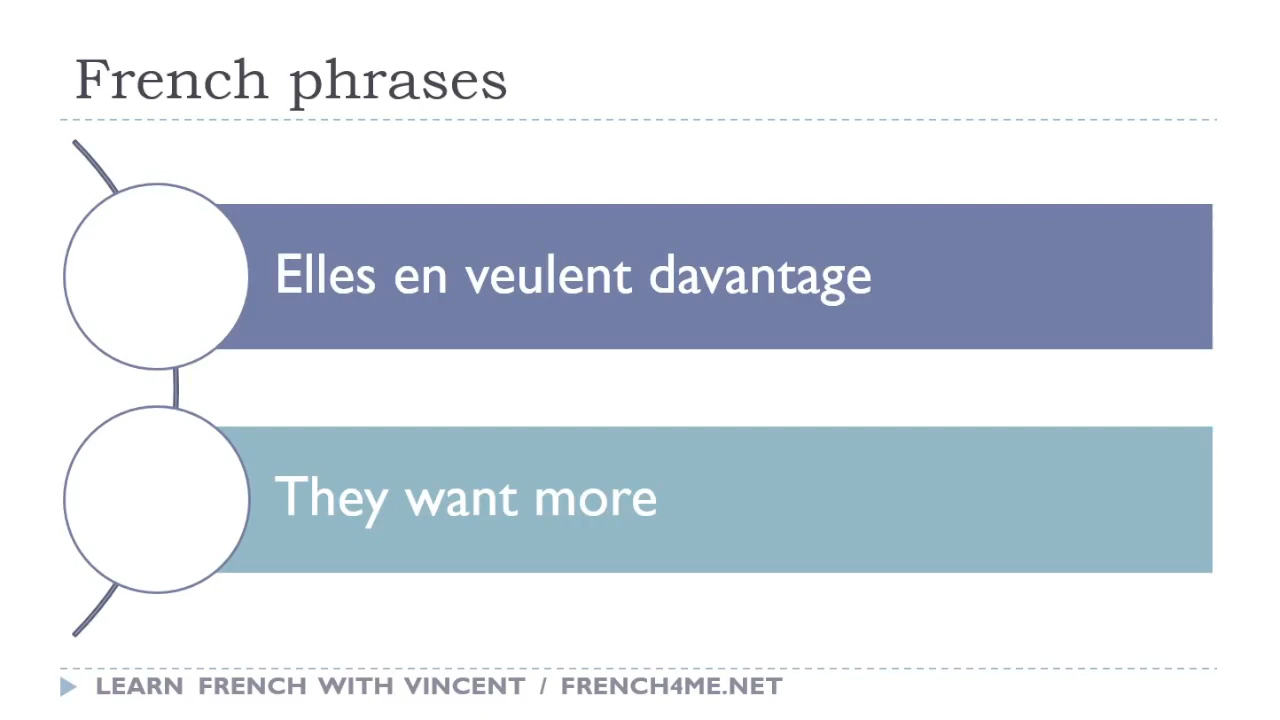 French phrases
Elles en veulent davantage
They want more
LEARN FRENCH WITH VINCENT / FRENCH4ME.NET